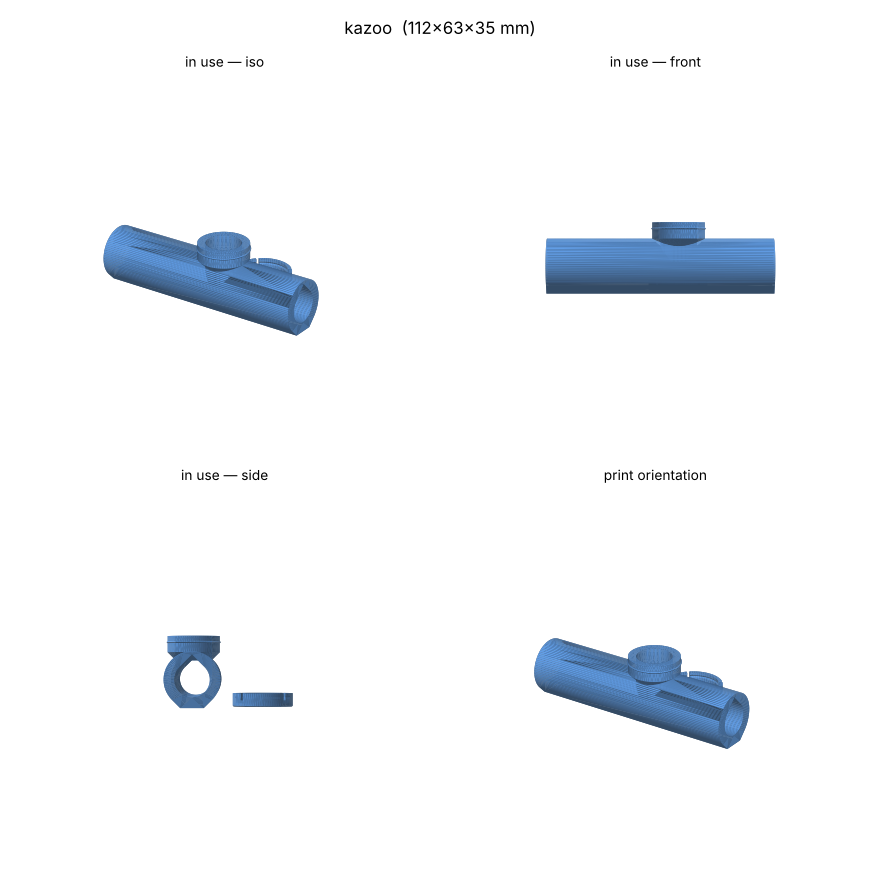 kazoo (112×63×35 mm)
in use — iso
in use — front
in use — side
print orientation